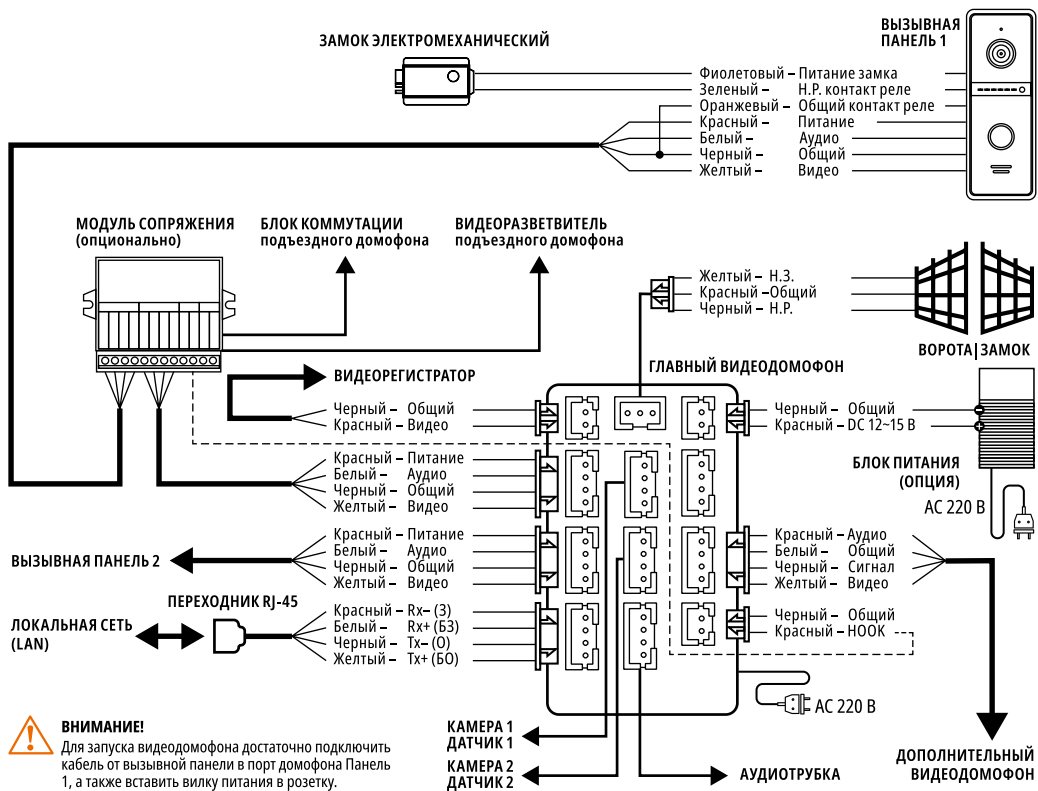 ЗАМОК ЭЛЕКТРОМЕХАНИЧЕСКИЙ
ВЫЗЫВНАЯ
ПАНЕЛЬ 1
Фиолетовый – Питание замка
Зеленый – Н.Р. контакт реле
Оранжевый – Общий контакт реле
Красный – Питание
Белый – Аудио
Черный – Общий
Желтый – Видео
МОДУЛЬ СОПРЯЖЕНИЯ
(опционально)
БЛОК КОММУТАЦИИ
подъездного домофона
ВИДЕОРАЗВЕТВИТЕЛЬ
подъездного домофона
Желтый – Н.З.
Красный –Общий
Черный – Н.Р.
ВОРОТА|ЗАМОК
ГЛАВНЫЙ ВИДЕОДОМОФОН
ВИДЕОРЕГИСТРАТОР
Черный – Общий
Красный – Видео
Черный – Общий
Красный – DC 12~15 В
БЛОК ПИТАНИЯ
(ОПЦИЯ)
AC 220 В
Красный – Питание
Белый – Аудио
Черный – Общий
Желтый – Видео
ВЫЗЫВНАЯ ПАНЕЛЬ 2
Красный – Питание
Белый – Аудио
Черный – Общий
Желтый – Видео
Красный – Аудио
Белый – Общий
Черный – Сигнал
Желтый – Видео
ПЕРЕХОДНИК RJ-45
ЛОКАЛЬНАЯ СЕТЬ
(LAN)
Красный – Rx– (З)
Белый – Rx+ (БЗ)
Черный – Tx– (О)
Желтый – Tx+ (БО)
Черный – Общий
Красный – HOOK
AC 220 В
ВНИМАНИЕ!
Для запуска видеодомофона достаточно подключить
кабель от вызывной панели в порт домофона Панель
1, а также вставить вилку питания в розетку.
КАМЕРА 1
ДАТЧИК 1
КАМЕРА 2
ДАТЧИК 2
АУДИОТРУБКА
ДОПОЛНИТЕЛЬНЫЙ
ВИДЕОДОМОФОН